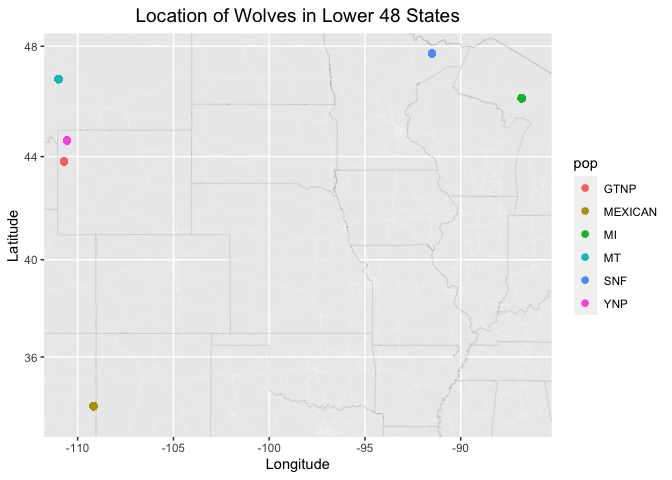 Location of Wolves in Lower 48 States
48
44
40
36
Latitude
-110 -105 -100 -95 -90
Longitude
pop
GTNP
MEXICAN
MI
MT
SNF
YNP